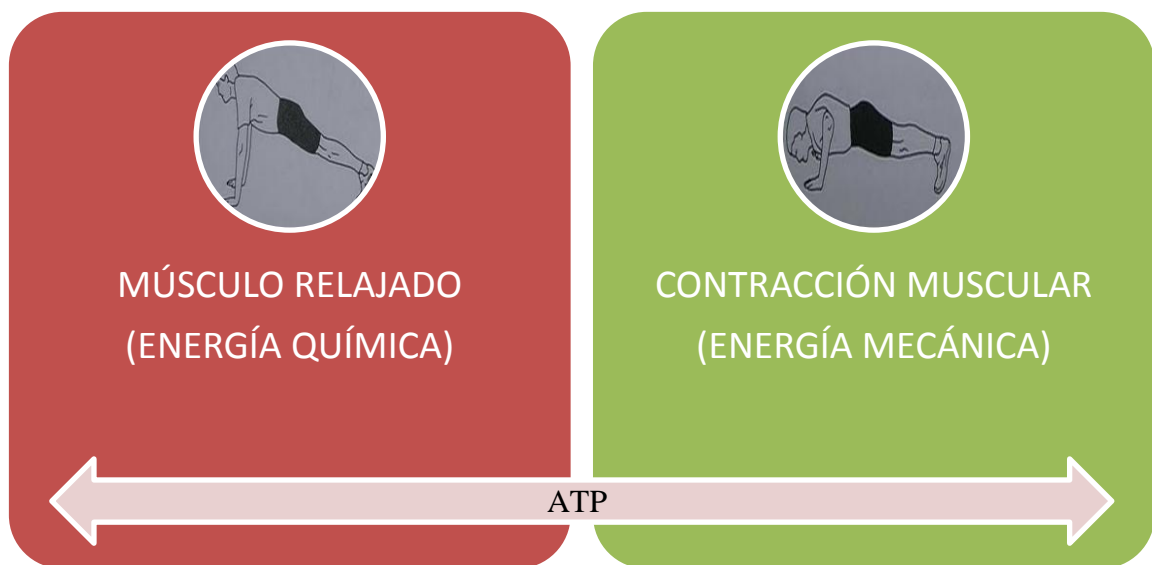 MÚSCULO RELAJADO
(ENERGÍA QUÍMICA)
CONTRACCIÓN MUSCULAR
(ENERGÍA MECÁNICA)
ATP